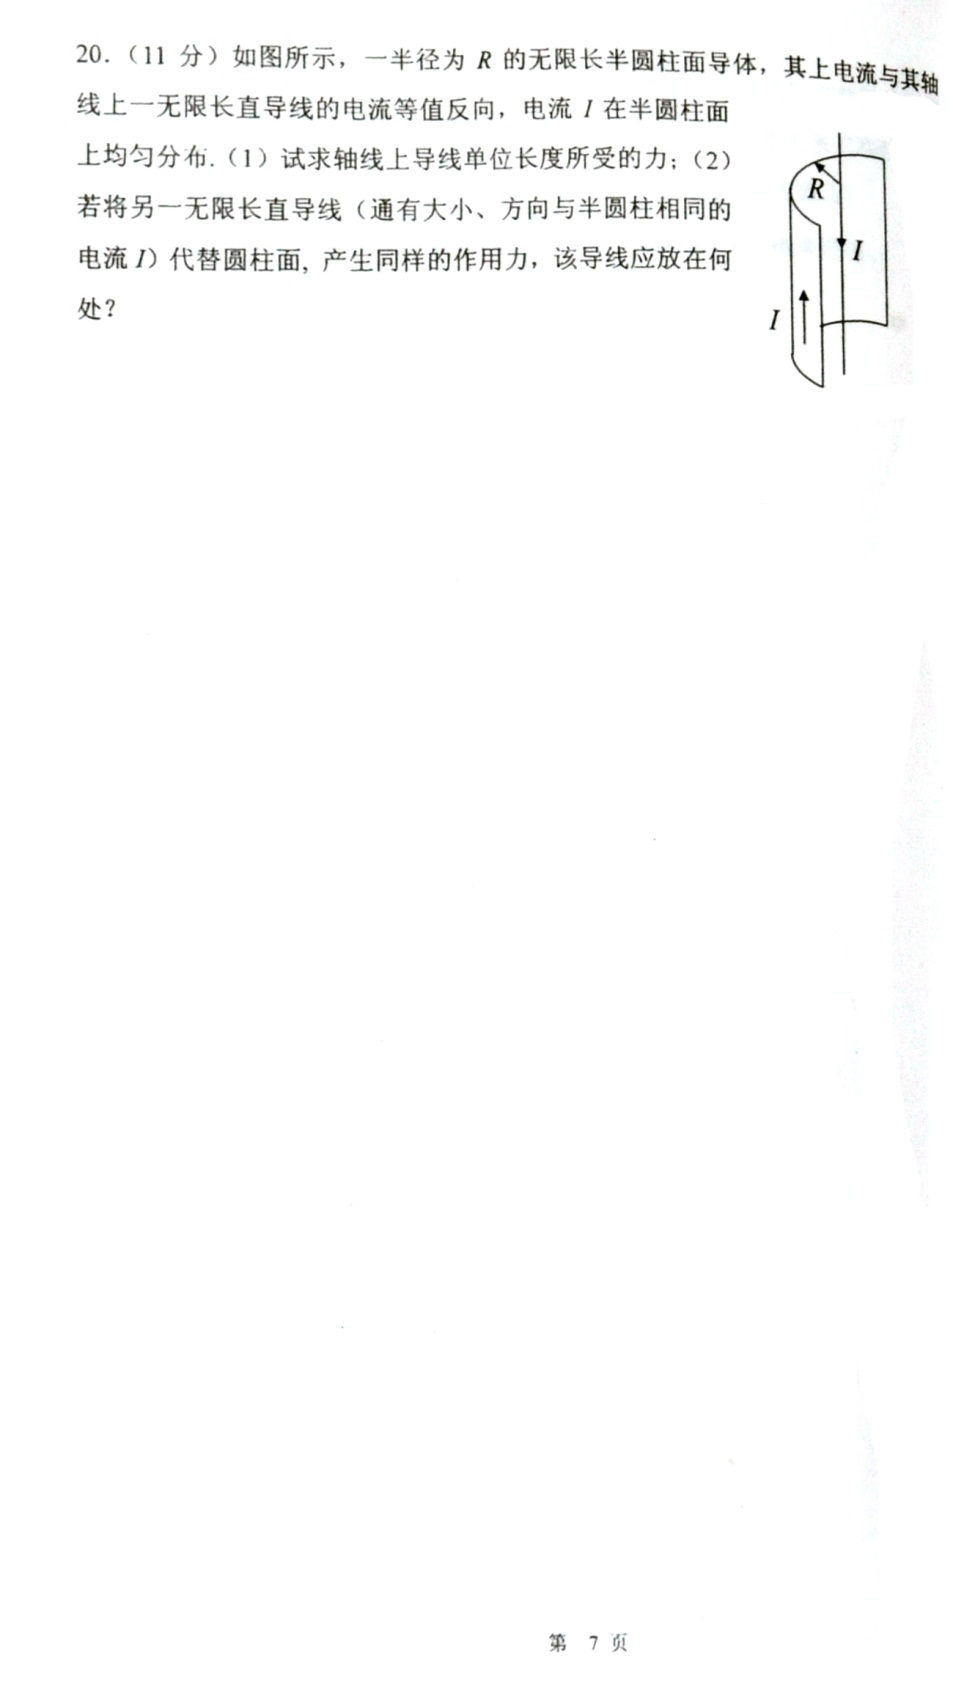 20.（11 分）如图所示，一半径为 R 的无限长半圆柱面导体，其上电流与其轴
线上一无限长直导线的电流等值反向，电流 I 在半圆柱面
上均匀分布.（1）试求轴线上导线单位长度所受的力；（2）
若将另一无限长直导线（通有大小、方向与半圆柱相同的
电流 I）代替圆柱面, 产生同样的作用力，该导线应放在何
处？
R
I
I
第 7 页